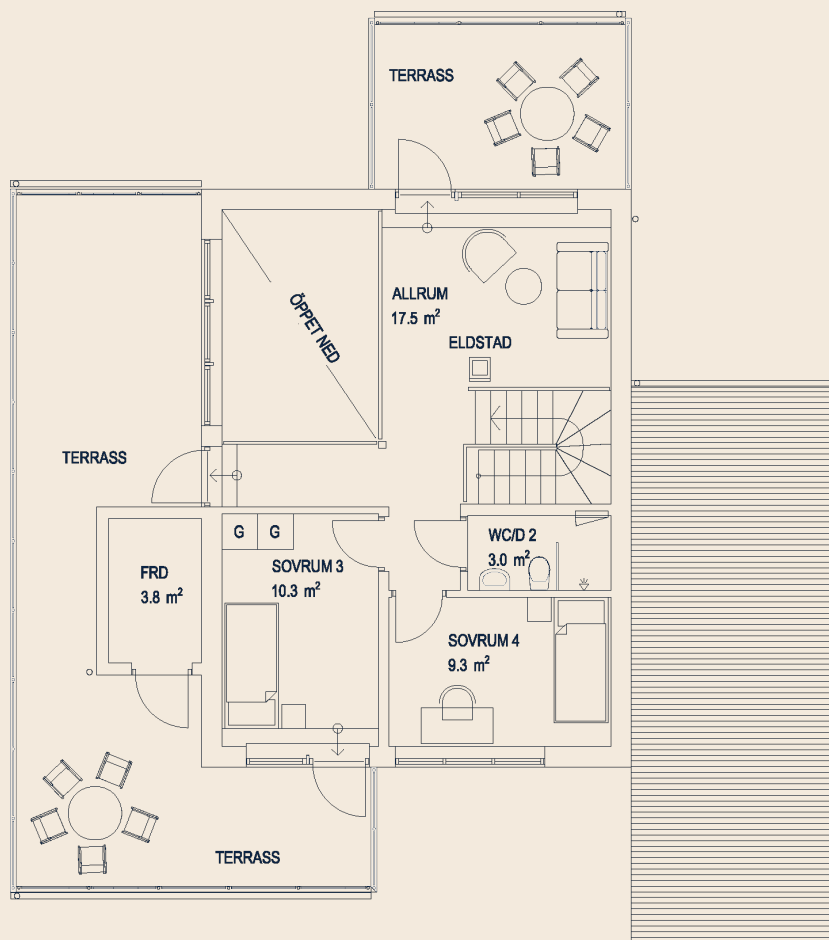 TERRASS
ALLRUM
17.5 m²
ÖPPET NED
ELDSTAD
TERRASS
G G
WC/D 2
3.0 m²
FRD
3.8 m²
SOVRUM 3
10.3 m²
SOVRUM 4
9.3 m²
TERRASS